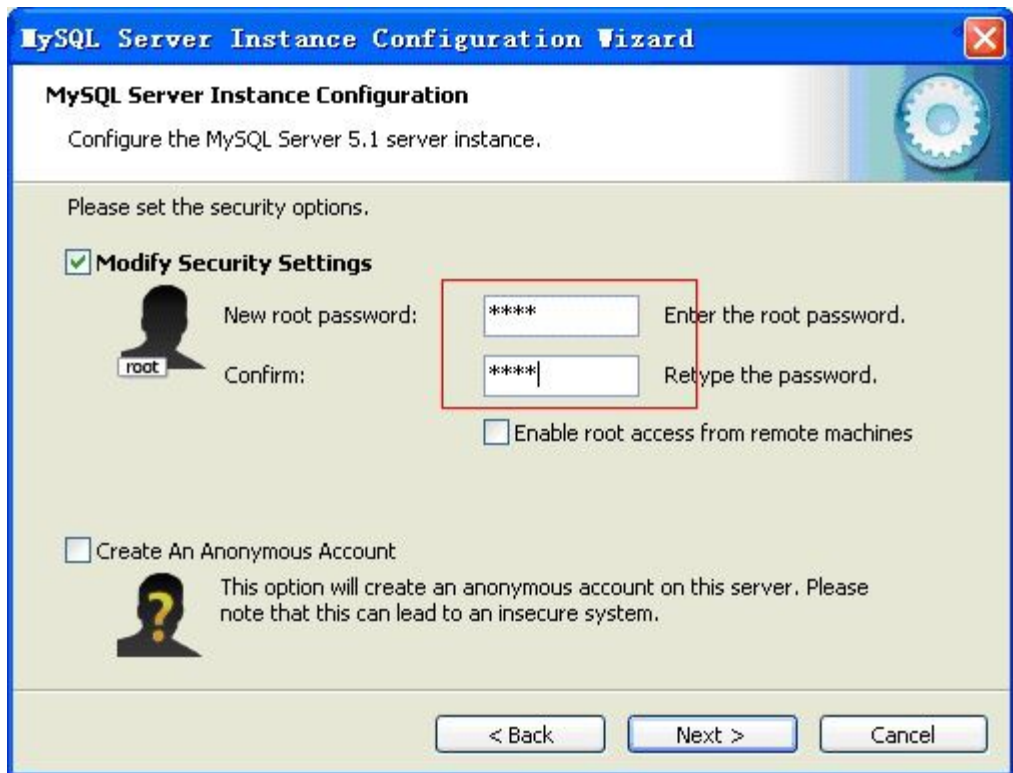 MySQL Server Instance Configuration Wizard
MySQL Server Instance Configuration
Configure the MySQL Server 5.1 server instance.
Please set the security options.
Modify Security Settings
New root password: **** Enter the root password.
root
Confirm: **** Retype the password.
Enable root access from remote machines
Create An Anonymous Account
This option will create an anonymous account on this server. Please
note that this can lead to an insecure system.
?
< Back Next > Cancel